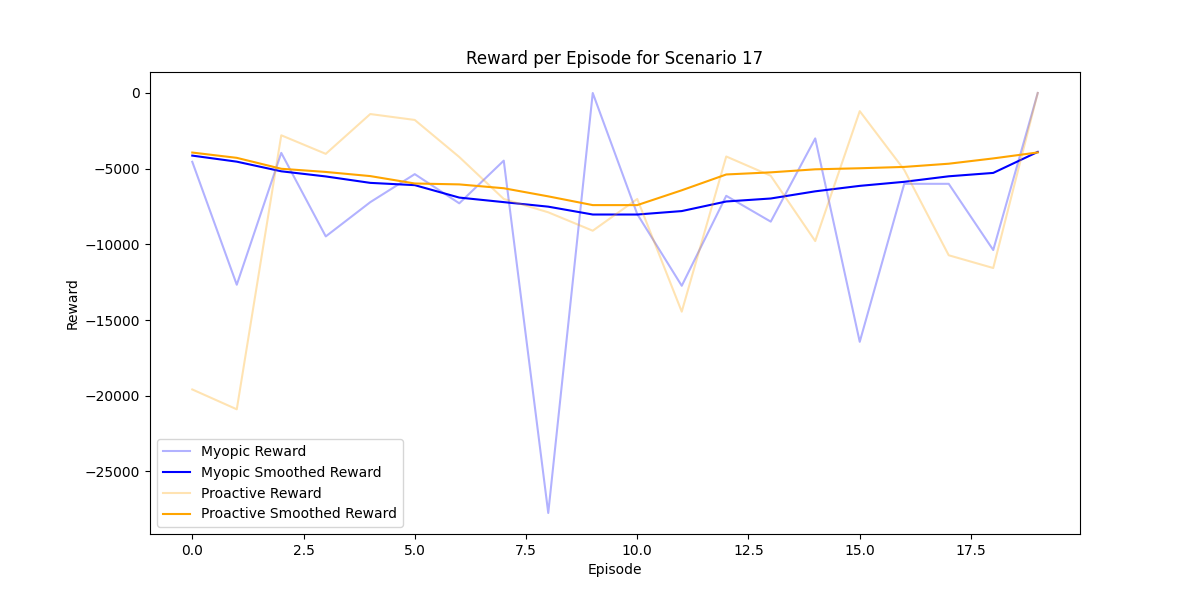 Reward per Episode for Scenario 17
0
−5000
−10000
−15000
−20000
−25000
Reward
Myopic Reward
Myopic Smoothed Reward
Proactive Reward
Proactive Smoothed Reward
0.0 2.5 5.0 7.5 10.0 12.5 15.0 17.5
Episode